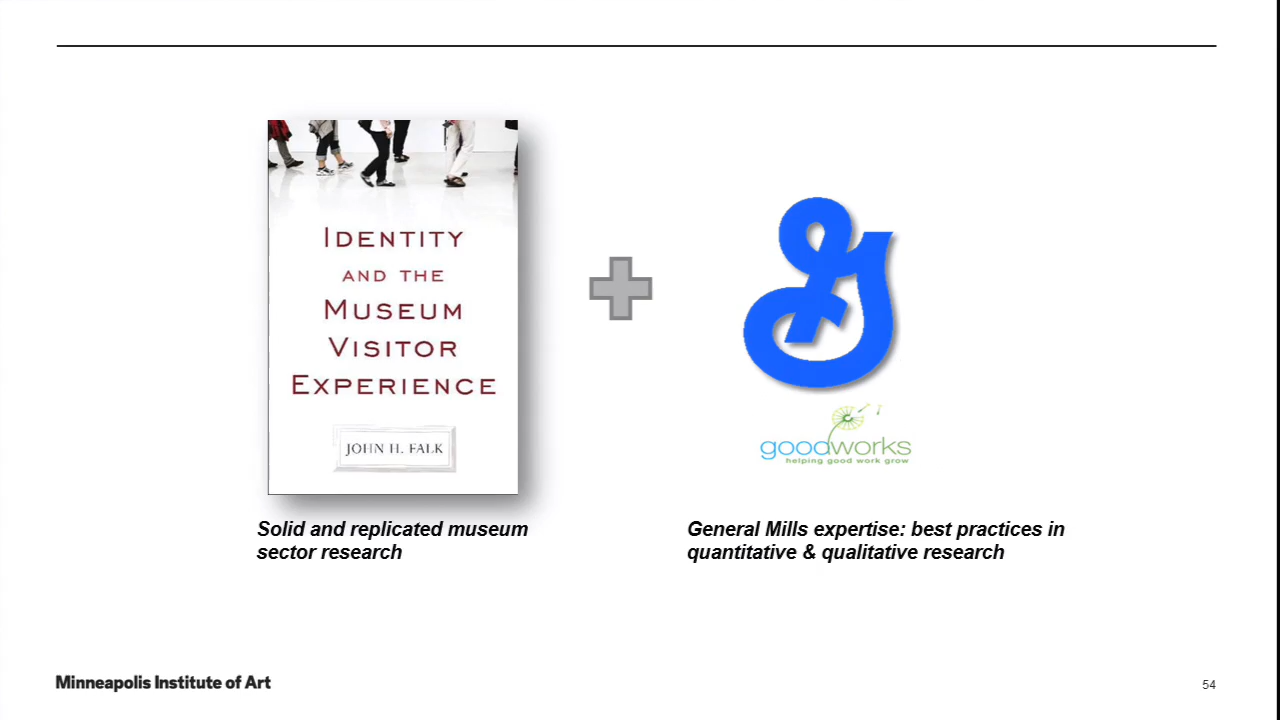 IDENTITY
AND THE
MUSEUM
VISITOR
EXPERIENCE
JOHN H. FALK
goodworks
helping good work grow
Solid and replicated museum
sector research
General Mills expertise: best practices in
quantitative & qualitative research
Minneapolis Institute of Art
54